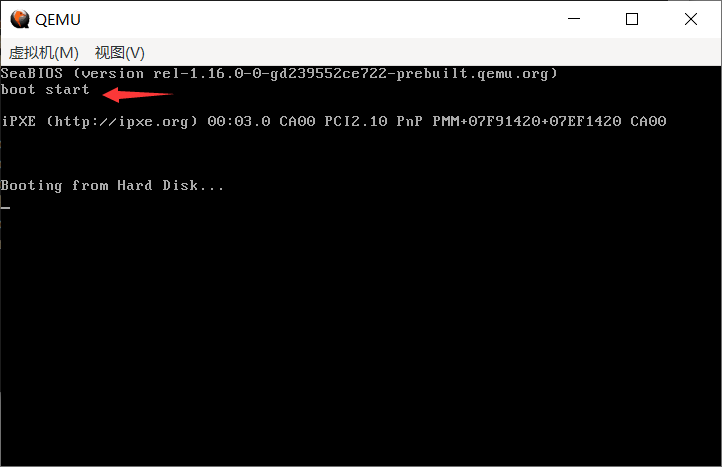 QEMU
虚拟机(M) 视图(V)
SeaBIOS (version rel-1.16.0-0-gd239552ce722-prebuilt.qemu.org)
boot start
iPXE (http://ipxe.org) 00:03.0 CA00 PCI2.10 PnP PMM+07F91420+07EF1420 CA00
Booting from Hard Disk...